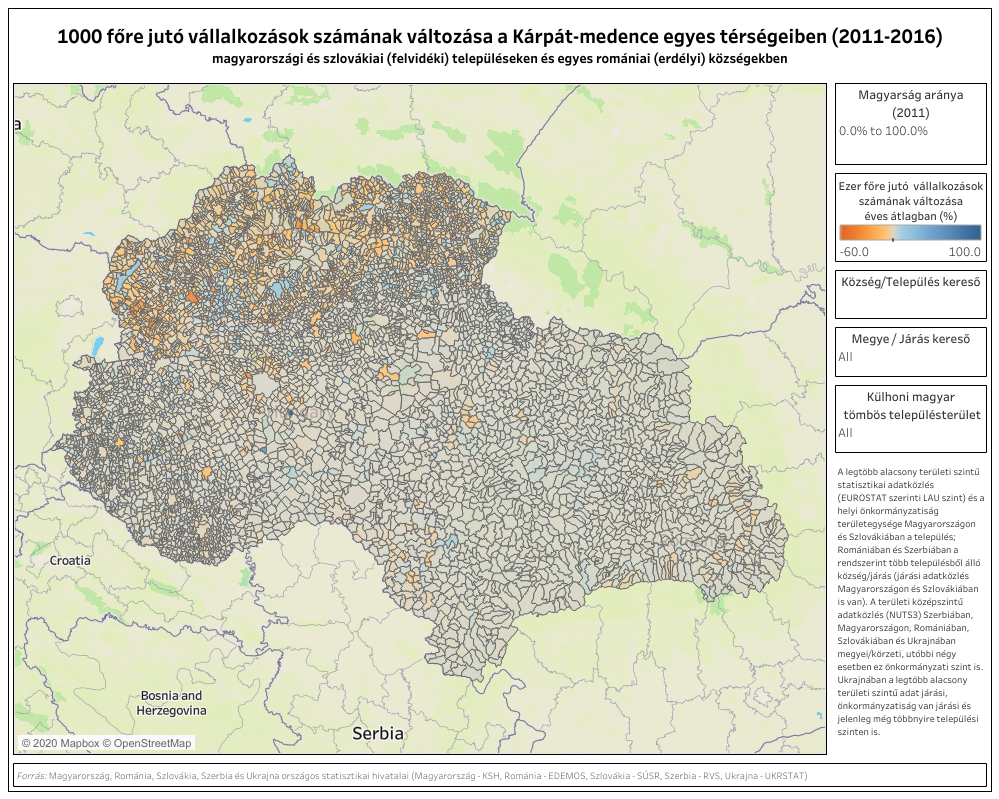 1000 főre jutó vállalkozások számának változása a Kárpát-medence egyes térségeiben (2011-2016)
magyarországi és szlovákiai (felvidéki) településeken és egyes romániai (erdélyi) községekben
a
Croatia
Bosnia and
Herzegovina
Serbia
© 2020 Mapbox © OpenStreetMap
Magyarság aránya
(2011)
0.0% to 100.0%
Ezer főre jutó vállalkozások
számának változása
éves átlagban (%)
-60.0 100.0
Község/Település kereső
Megye / Járás kereső
All
Külhoni magyar
tömbös településterület
All
A legtöbb alacsony területi szintű
statisztikai adatközlés
(EUROSTAT szerinti LAU szint) és a
helyi önkormányzatiság
területegysége Magyarországon
és Szlovákiában a település;
Romániában és Szerbiában a
rendszerint több településből álló
község/járás (járási adatközlés
Magyarországon és Szlovákiában
is van). A területi középszintű
adatközlés (NUTS3) Szerbiában,
Magyarországon, Romániában,
Szlovákiában és Ukrajnában
megyei/körzeti, utóbbi négy
esetben ez önkormányzati szint is.
Ukrajnában a legtöbb alacsony
területi szintű adat járási,
önkormányzatiság van járási és
jelenleg még többnyire települési
szinten is.
Forrás: Magyarország, Románia, Szlovákia, Szerbia és Ukrajna országos statisztikai hivatalai (Magyarország - KSH, Románia - EDEMOS, Szlovákia - SÚSR, Szerbia - RVS, Ukrajna - UKRSTAT)